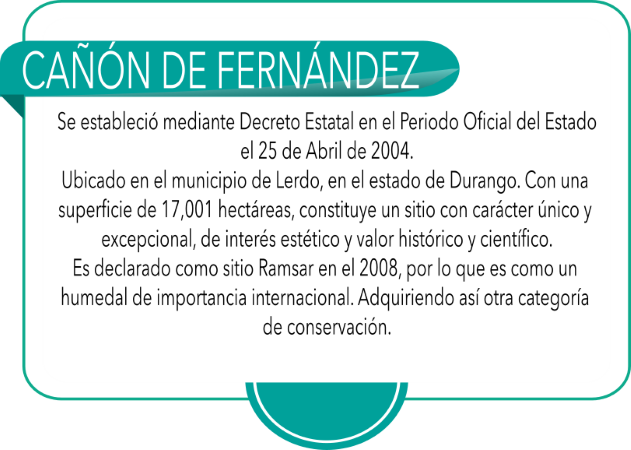 CAÑÓN DE FERNÁNDEZ
Se estableció mediante Decreto Estatal en el Periodo Oficial del Estado
el 25 de Abril de 2004.
Ubicado en el municipio de Lerdo, en el estado de Durango. Con una
superficie de 17,001 hectáreas, constituye un sitio con carácter único y
excepcional, de interés estético y valor histórico y científico.
Es declarado como sitio Ramsar en el 2008, por lo que es como un
humedal de importancia internacional. Adquiriendo así otra categoría
de conservación.